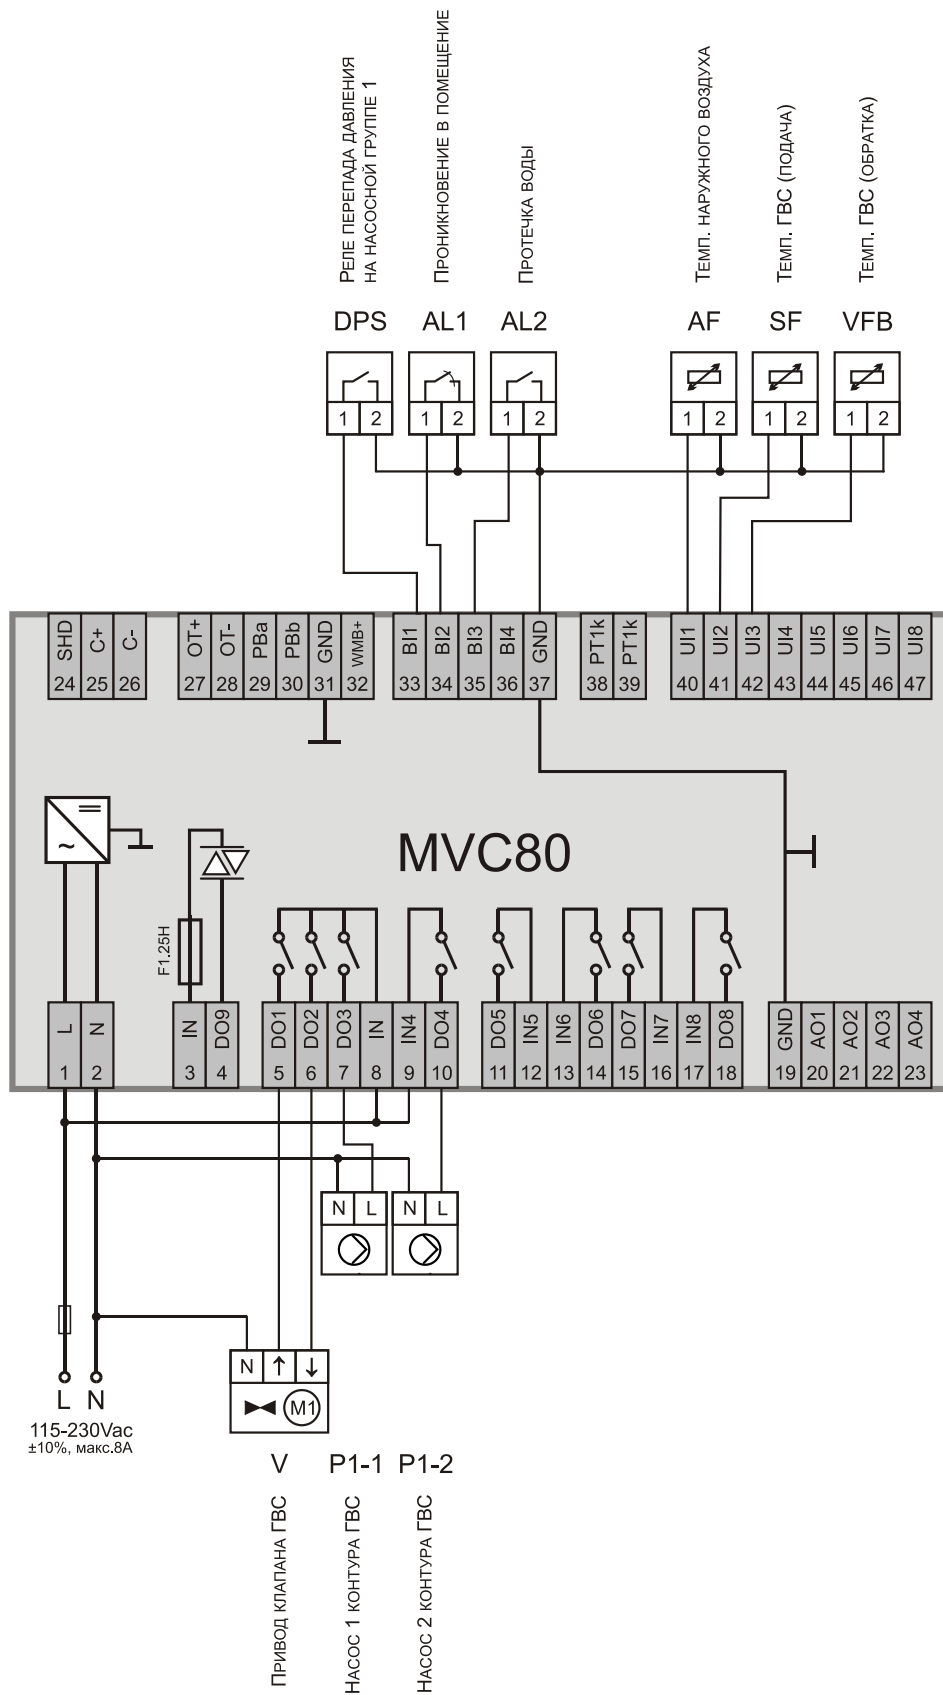 РЕЛЕ ПЕРЕПАДА ДАВЛЕНИЯ
НА НАСОСНОЙ ГРУППЕ 1
ПРОНИКНОВЕНИЕ В ПОМЕЩЕНИЕ
ПРОТЕЧКА ВОДЫ
ТЕМП. НАРУЖНОГО ВОЗДУХА
ТЕМП. ГВС (ПОДАЧА)
ТЕМП. ГВС (ОБРАТКА)
DPS AL1 AL2 AF SF VFB
1 2 1 2 1 2 1 2 1 2 1 2
SHD C+ C- OT+ OT- PBa PBb GND WMB+ BI1 BI2 BI3 BI4 GND PT1k PT1k UI1 UI2 UI3 UI4 UI5 UI6 UI7 UI8
24 25 26 27 28 29 30 31 32 33 34 35 36 37 38 39 40 41 42 43 44 45 46 47
MVC80
~
F1.25H
L N IN DO9 DO1 DO2 DO3 IN IN4 DO4 DO5 IN5 IN6 DO6 DO7 IN7 IN8 DO8 GND AO1 AO2 AO3 AO4
1 2 3 4 5 6 7 8 9 10 11 12 13 14 15 16 17 18 19 20 21 22 23
N L N L
N ↑ ↓
M1
L N
115-230Vac
±10%, макс.8А
V P1-1 P1-2
ПРИВОД КЛАПАНА ГВС
НАСОС 1 КОНТУРА ГВС
НАСОС 2 КОНТУРА ГВС